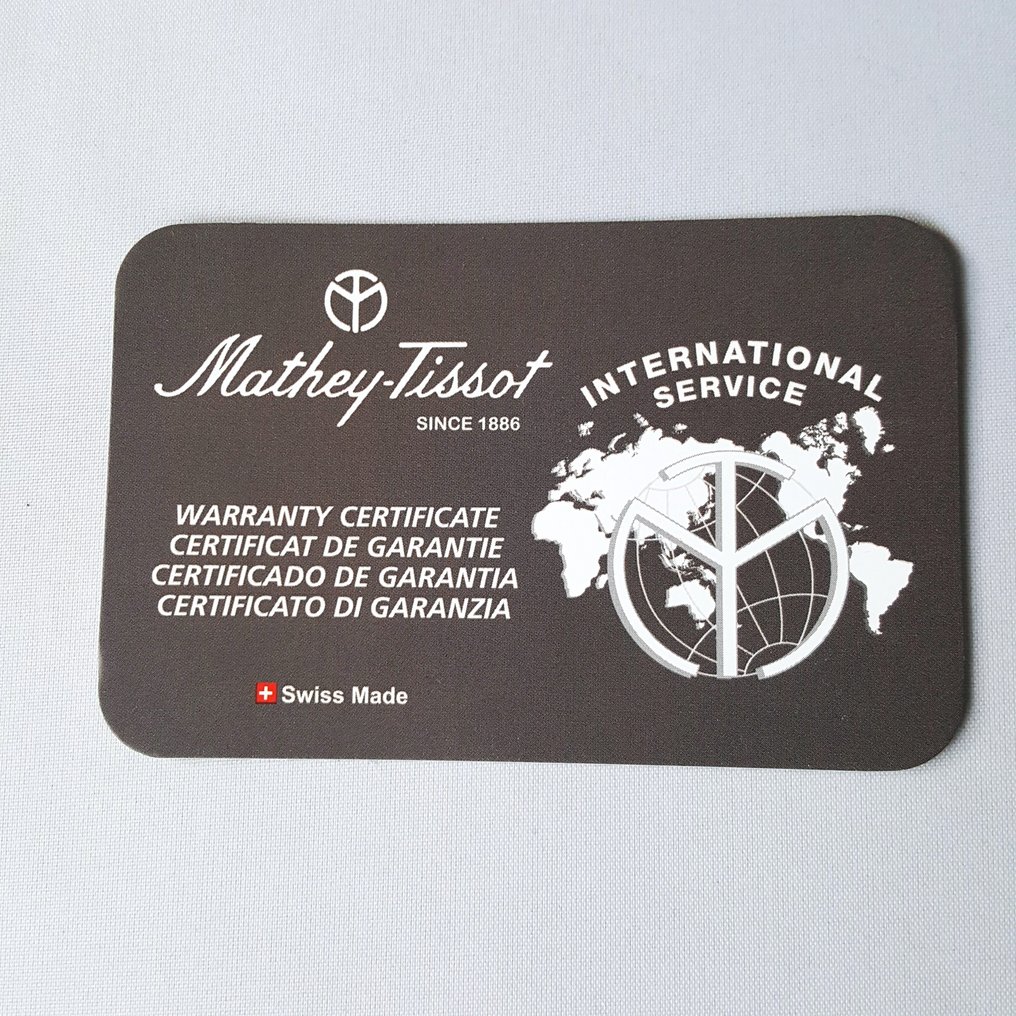 Mathey-Tissot
SINCE 1886
WARRANTY CERTIFICATE
CERTIFICAT DE GARANTIE
CERTIFICADO DE GARANTIA
CERTIFICATO DI GARANZIA
Swiss Made
INTERNATIONAL
SERVICE